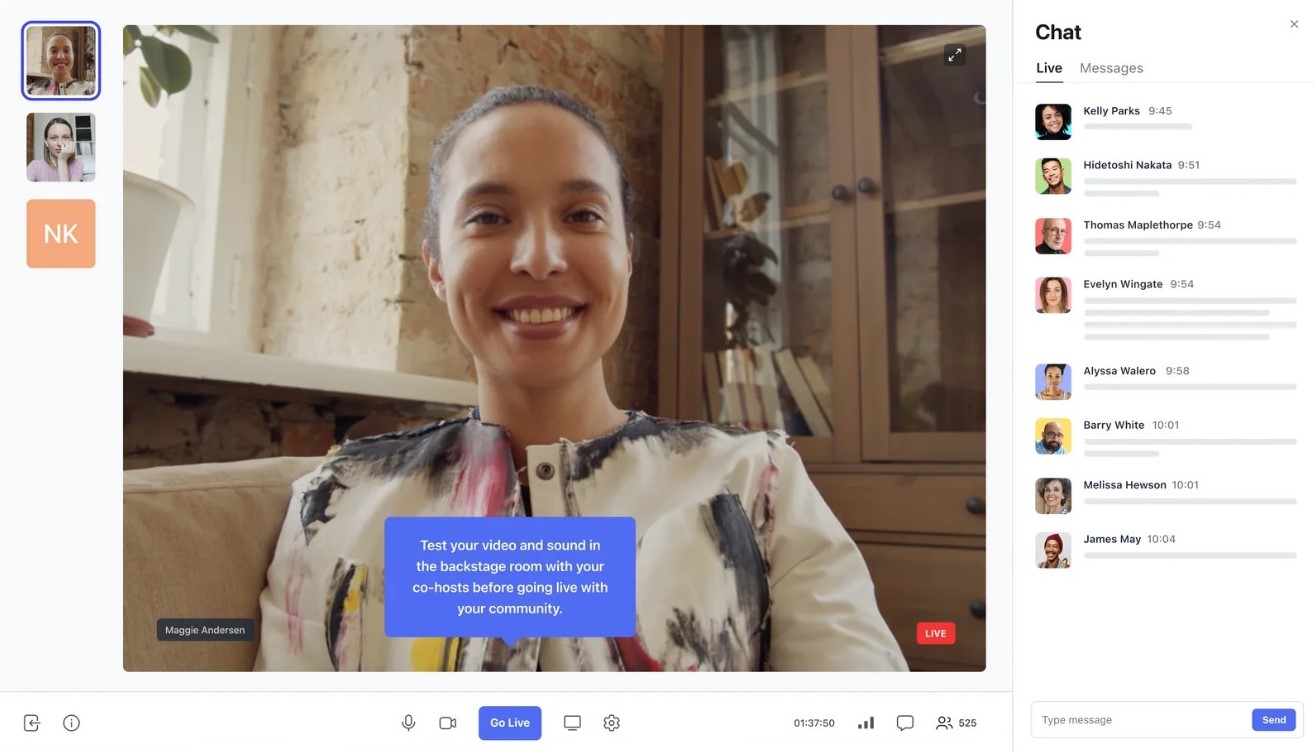 NK
Test your video and sound in
the backstage room with your
co-hosts before going live with
your community.
Maggie Andersen
LIVE
Go Live
01:37:50
525
Chat
Live Messages
Kelly Parks 9:45
Hidetoshi Nakata 9:51
Thomas Maplethorpe 9:54
Evelyn Wingate 9:54
Alyssa Walero 9:58
Barry White 10:01
Melissa Hewson 10:01
James May 10:04
Type message
Send